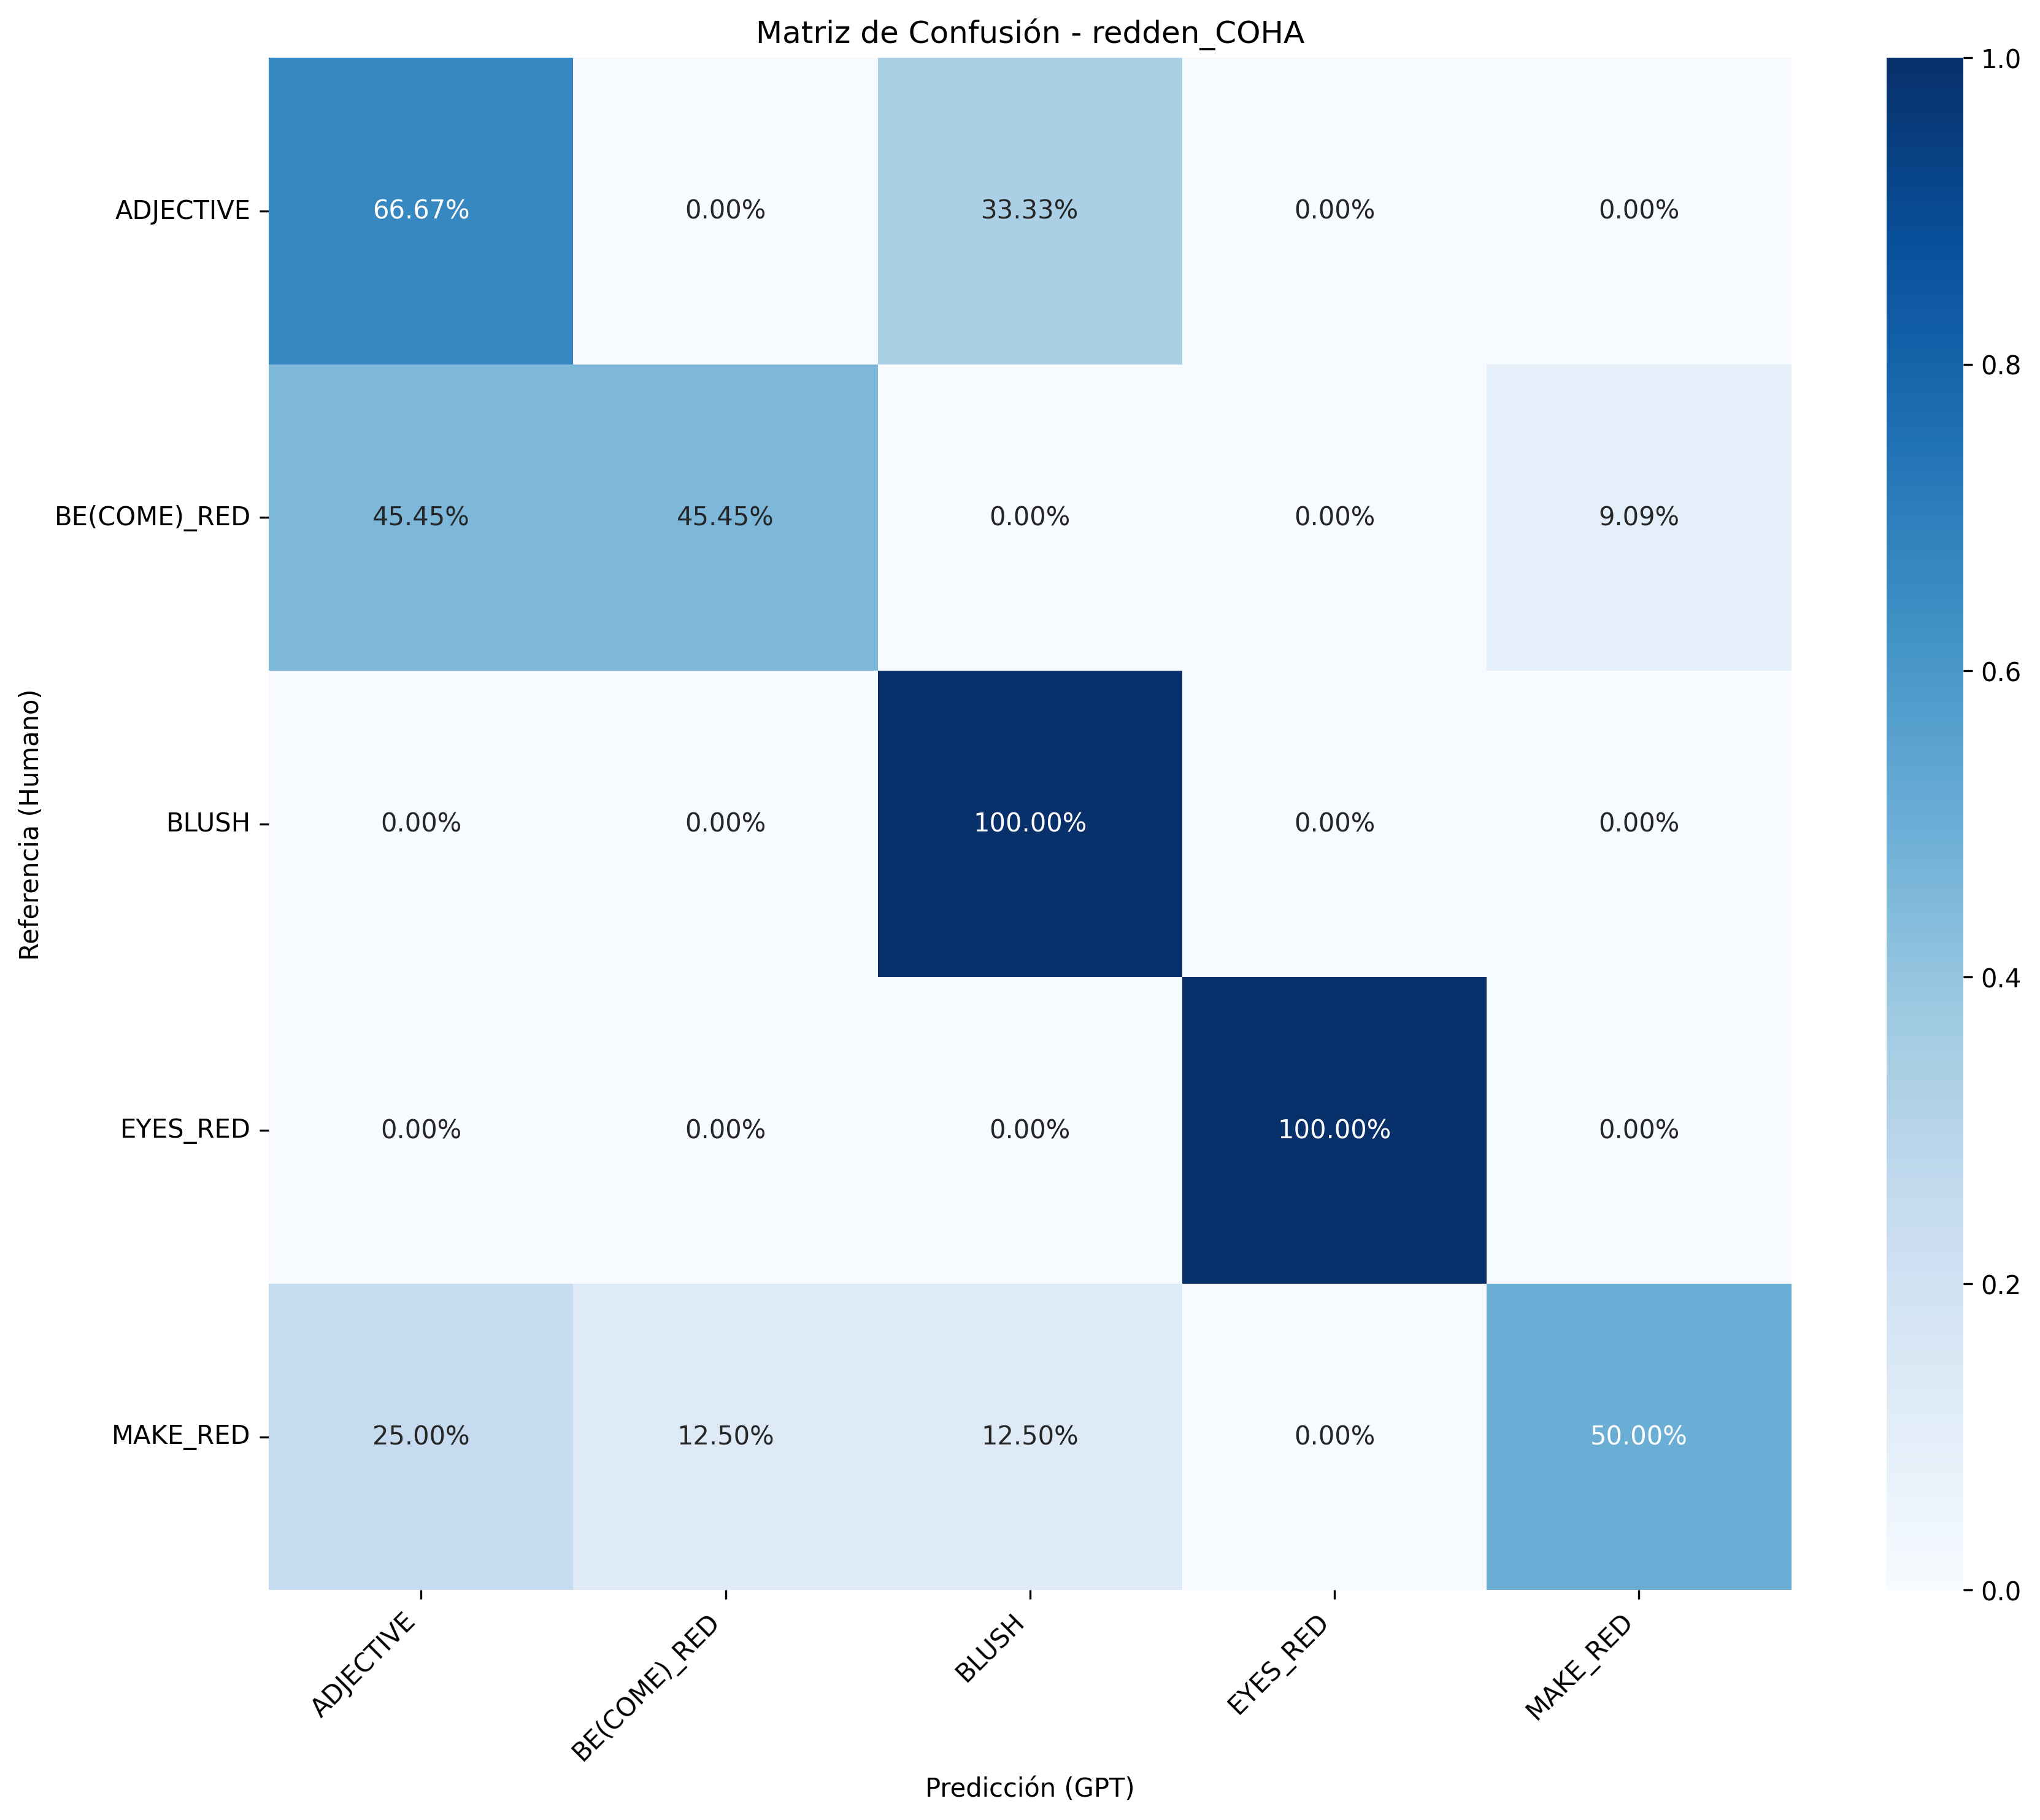 Matriz de Confusión - redden_COHA
ADJECTIVE 66.67% 0.00% 33.33% 0.00% 0.00%
BE(COME)_RED 45.45% 45.45% 0.00% 0.00% 9.09%
BLUSH 0.00% 0.00% 100.00% 0.00% 0.00%
EYES_RED 0.00% 0.00% 0.00% 100.00% 0.00%
MAKE_RED 25.00% 12.50% 12.50% 0.00% 50.00%
Referencia (Humano)
ADJECTIVE
BE(COME)_RED
BLUSH
EYES_RED
MAKE_RED
Predicción (GPT)
1.0
0.8
0.6
0.4
0.2
0.0